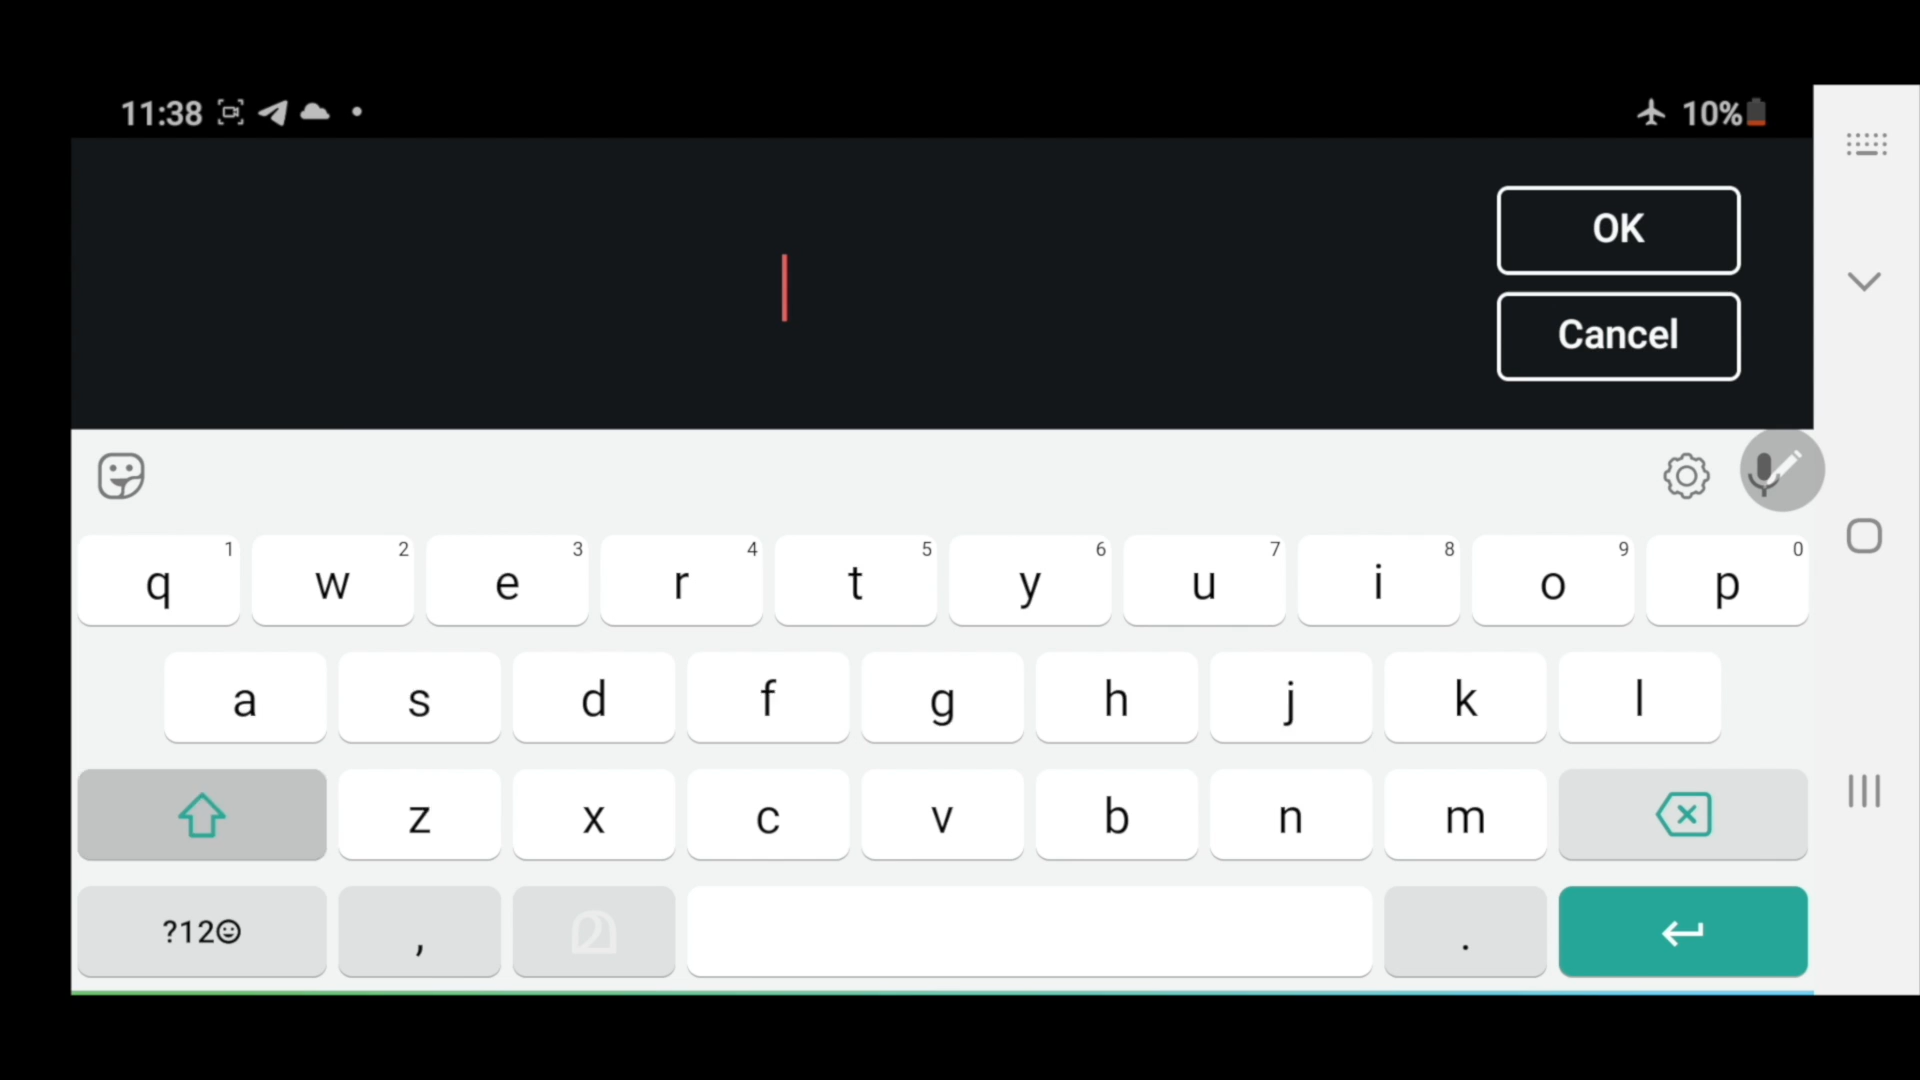 11:38
10%
OK
Cancel
1 2 3 4 5 6 7 8 9 0
q w e r t y u i o p
a s d f g h j k l
z x c v b n m
?12 , മ .